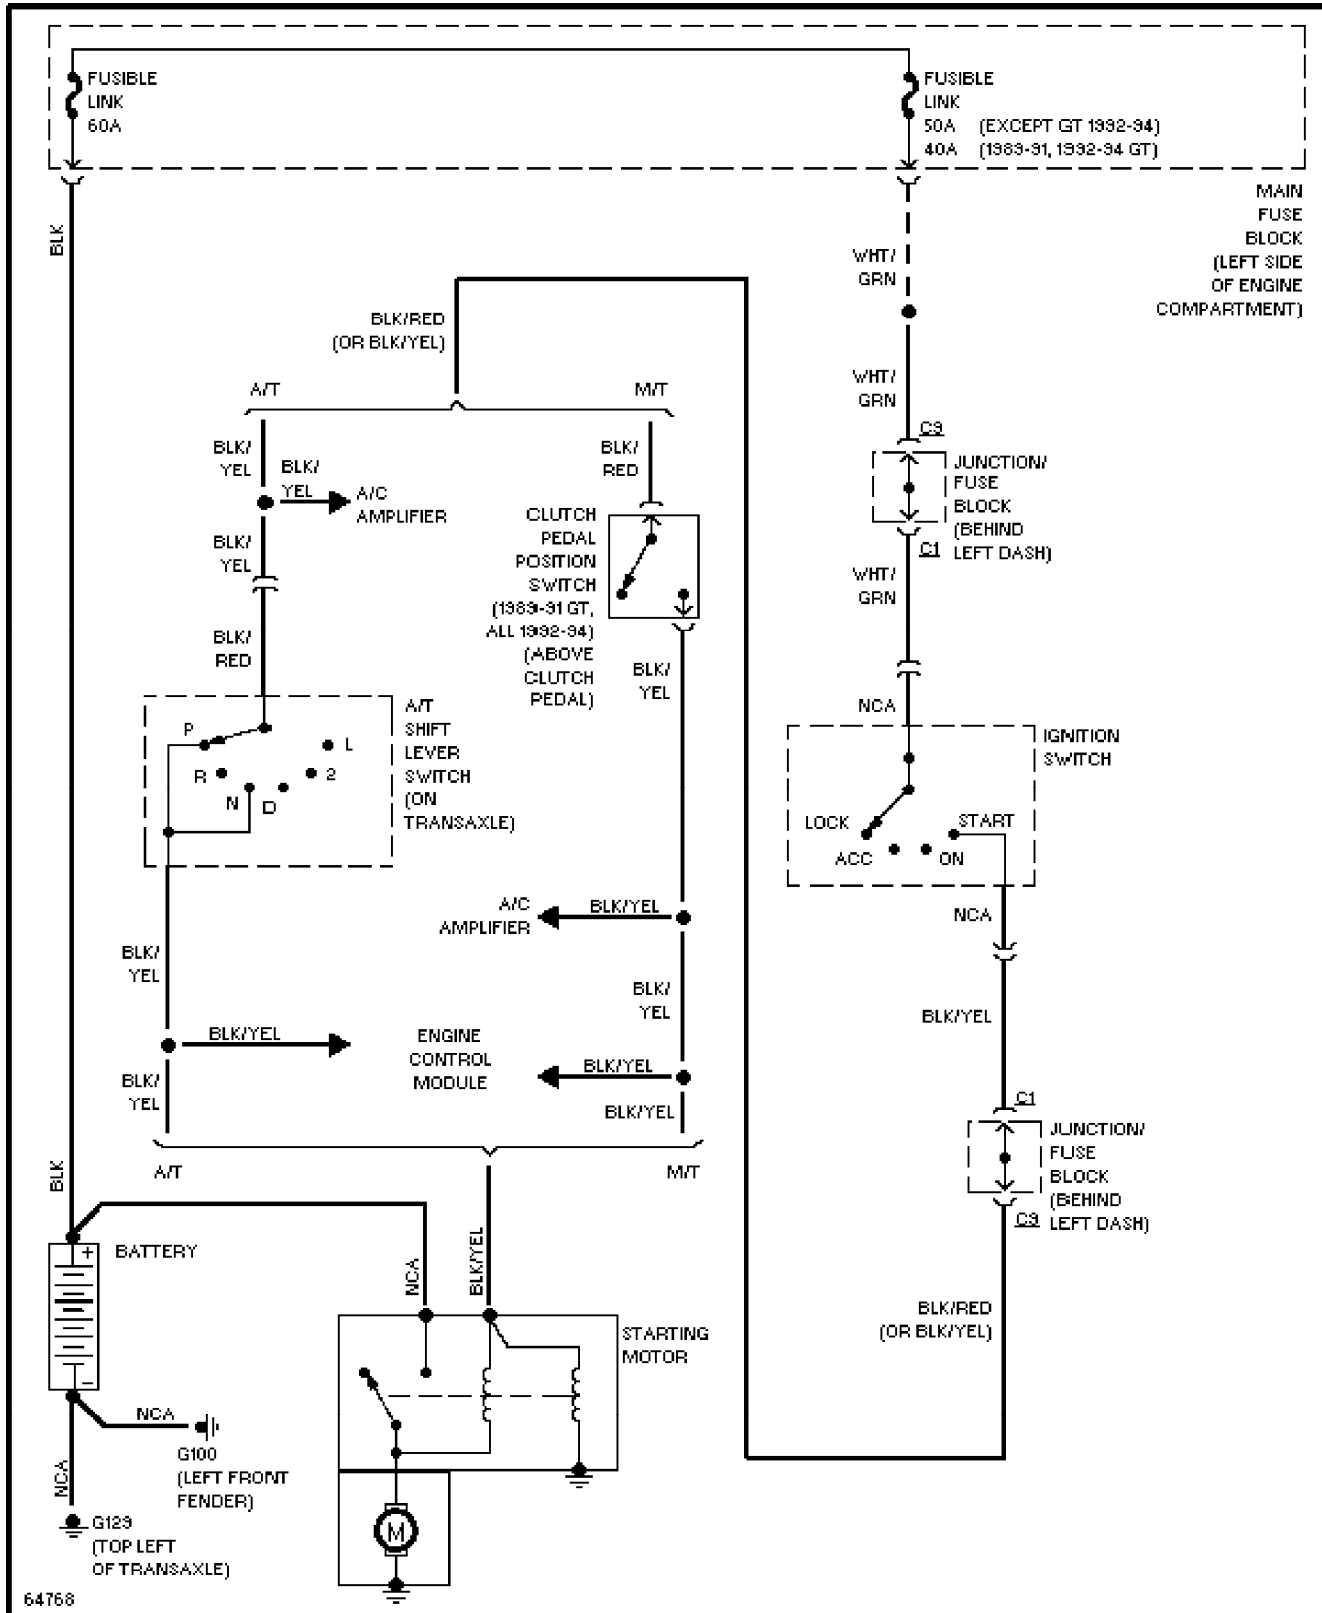 FUSIBLE
LINK
60A
FUSIBLE
LINK
50A (EXCEPT GT 1992-94)
40A (1989-91, 1992-94 GT)
MAIN
FUSE
BLOCK
(LEFT SIDE
OF ENGINE
COMPARTMENT)
BLK
WHT/
GRN
BLK/RED
(OR BLK/YEL)
WHT/
GRN
A/T
M/T
C9
BLK/
YEL
BLK/
YEL
A/C
AMPLIFIER
BLK/
RED
JUNCTION/
FUSE
BLOCK
(BEHIND
LEFT DASH)
C1
BLK/
YEL
CLUTCH
PEDAL
POSITION
SWITCH
(1989-91 GT,
ALL 1992-94)
(ABOVE
CLUTCH
PEDAL)
WHT/
GRN
BLK/
RED
BLK/
YEL
NCA
A/T
SHIFT
LEVER
SWITCH
(ON
TRANSAXLE)
P
R
N
D
2
L
IGNITION
SWITCH
LOCK
ACC
ON
START
A/C
AMPLIFIER
BLK/YEL
NCA
BLK/
YEL
BLK/
YEL
BLK/YEL
BLK/YEL
ENGINE
CONTROL
MODULE
BLK/YEL
BLK/
YEL
BLK/YEL
C1
JUNCTION/
FUSE
BLOCK
(BEHIND
LEFT DASH)
C9
A/T
M/T
BLK
BATTERY
+
-
NCA
BLK/YEL
BLK/RED
(OR BLK/YEL)
STARTING
MOTOR
NCA
G100
(LEFT FRONT
FENDER)
NCA
G129
(TOP LEFT
OF TRANSAXLE)
M
64768